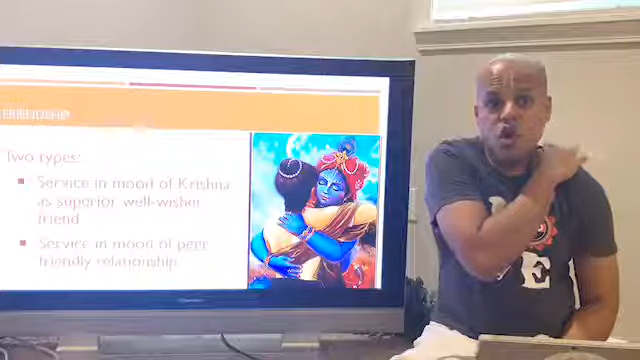 FRIENDSHIP
Two types:
Service in mood of Krishna
as superior, well-wisher
friend
Service in mood of peer
friendly relationship